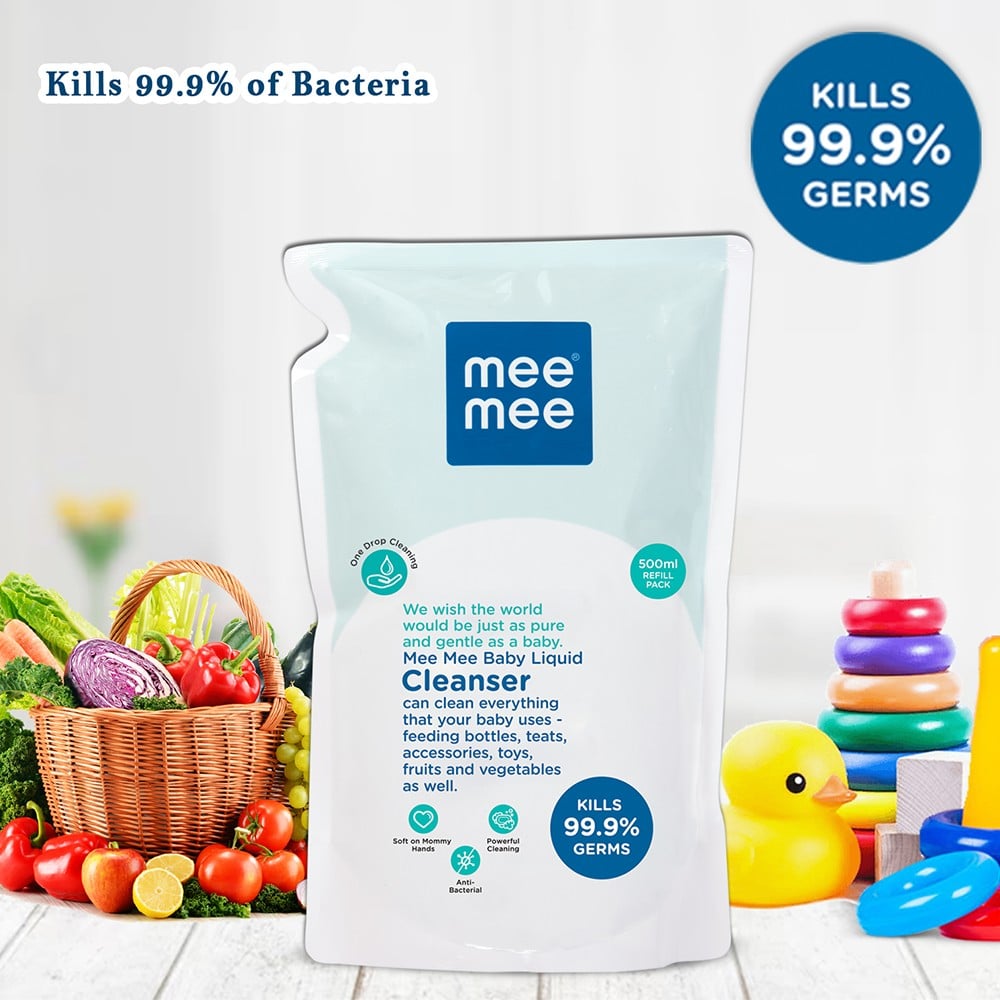 Kills 99.9% of Bacteria
KILLS
99.9%
GERMS
mee®
mee
One Drop Cleaning
500ml
REFILL
PACK
We wish the world
would be just as pure
and gentle as a baby.
Mee Mee Baby Liquid
Cleanser
can clean everything
that your baby uses -
feeding bottles, teats,
accessories, toys,
fruits and vegetables
as well.
Soft on Mommy
Hands
Powerful
Cleaning
Anti-
Bacterial
KILLS
99.9%
GERMS